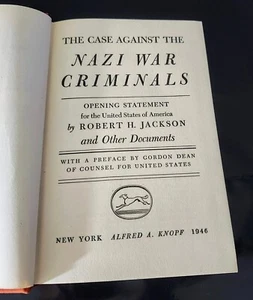 THE CASE AGAINST THE
NAZI WAR
CRIMINALS
OPENING STATEMENT
for the United States of America
by ROBERT H. JACKSON
and Other Documents
WITH A PREFACE BY GORDON DEAN
OF COUNSEL FOR UNITED STATES
NEW YORK ALFRED A. KNOPF 1946